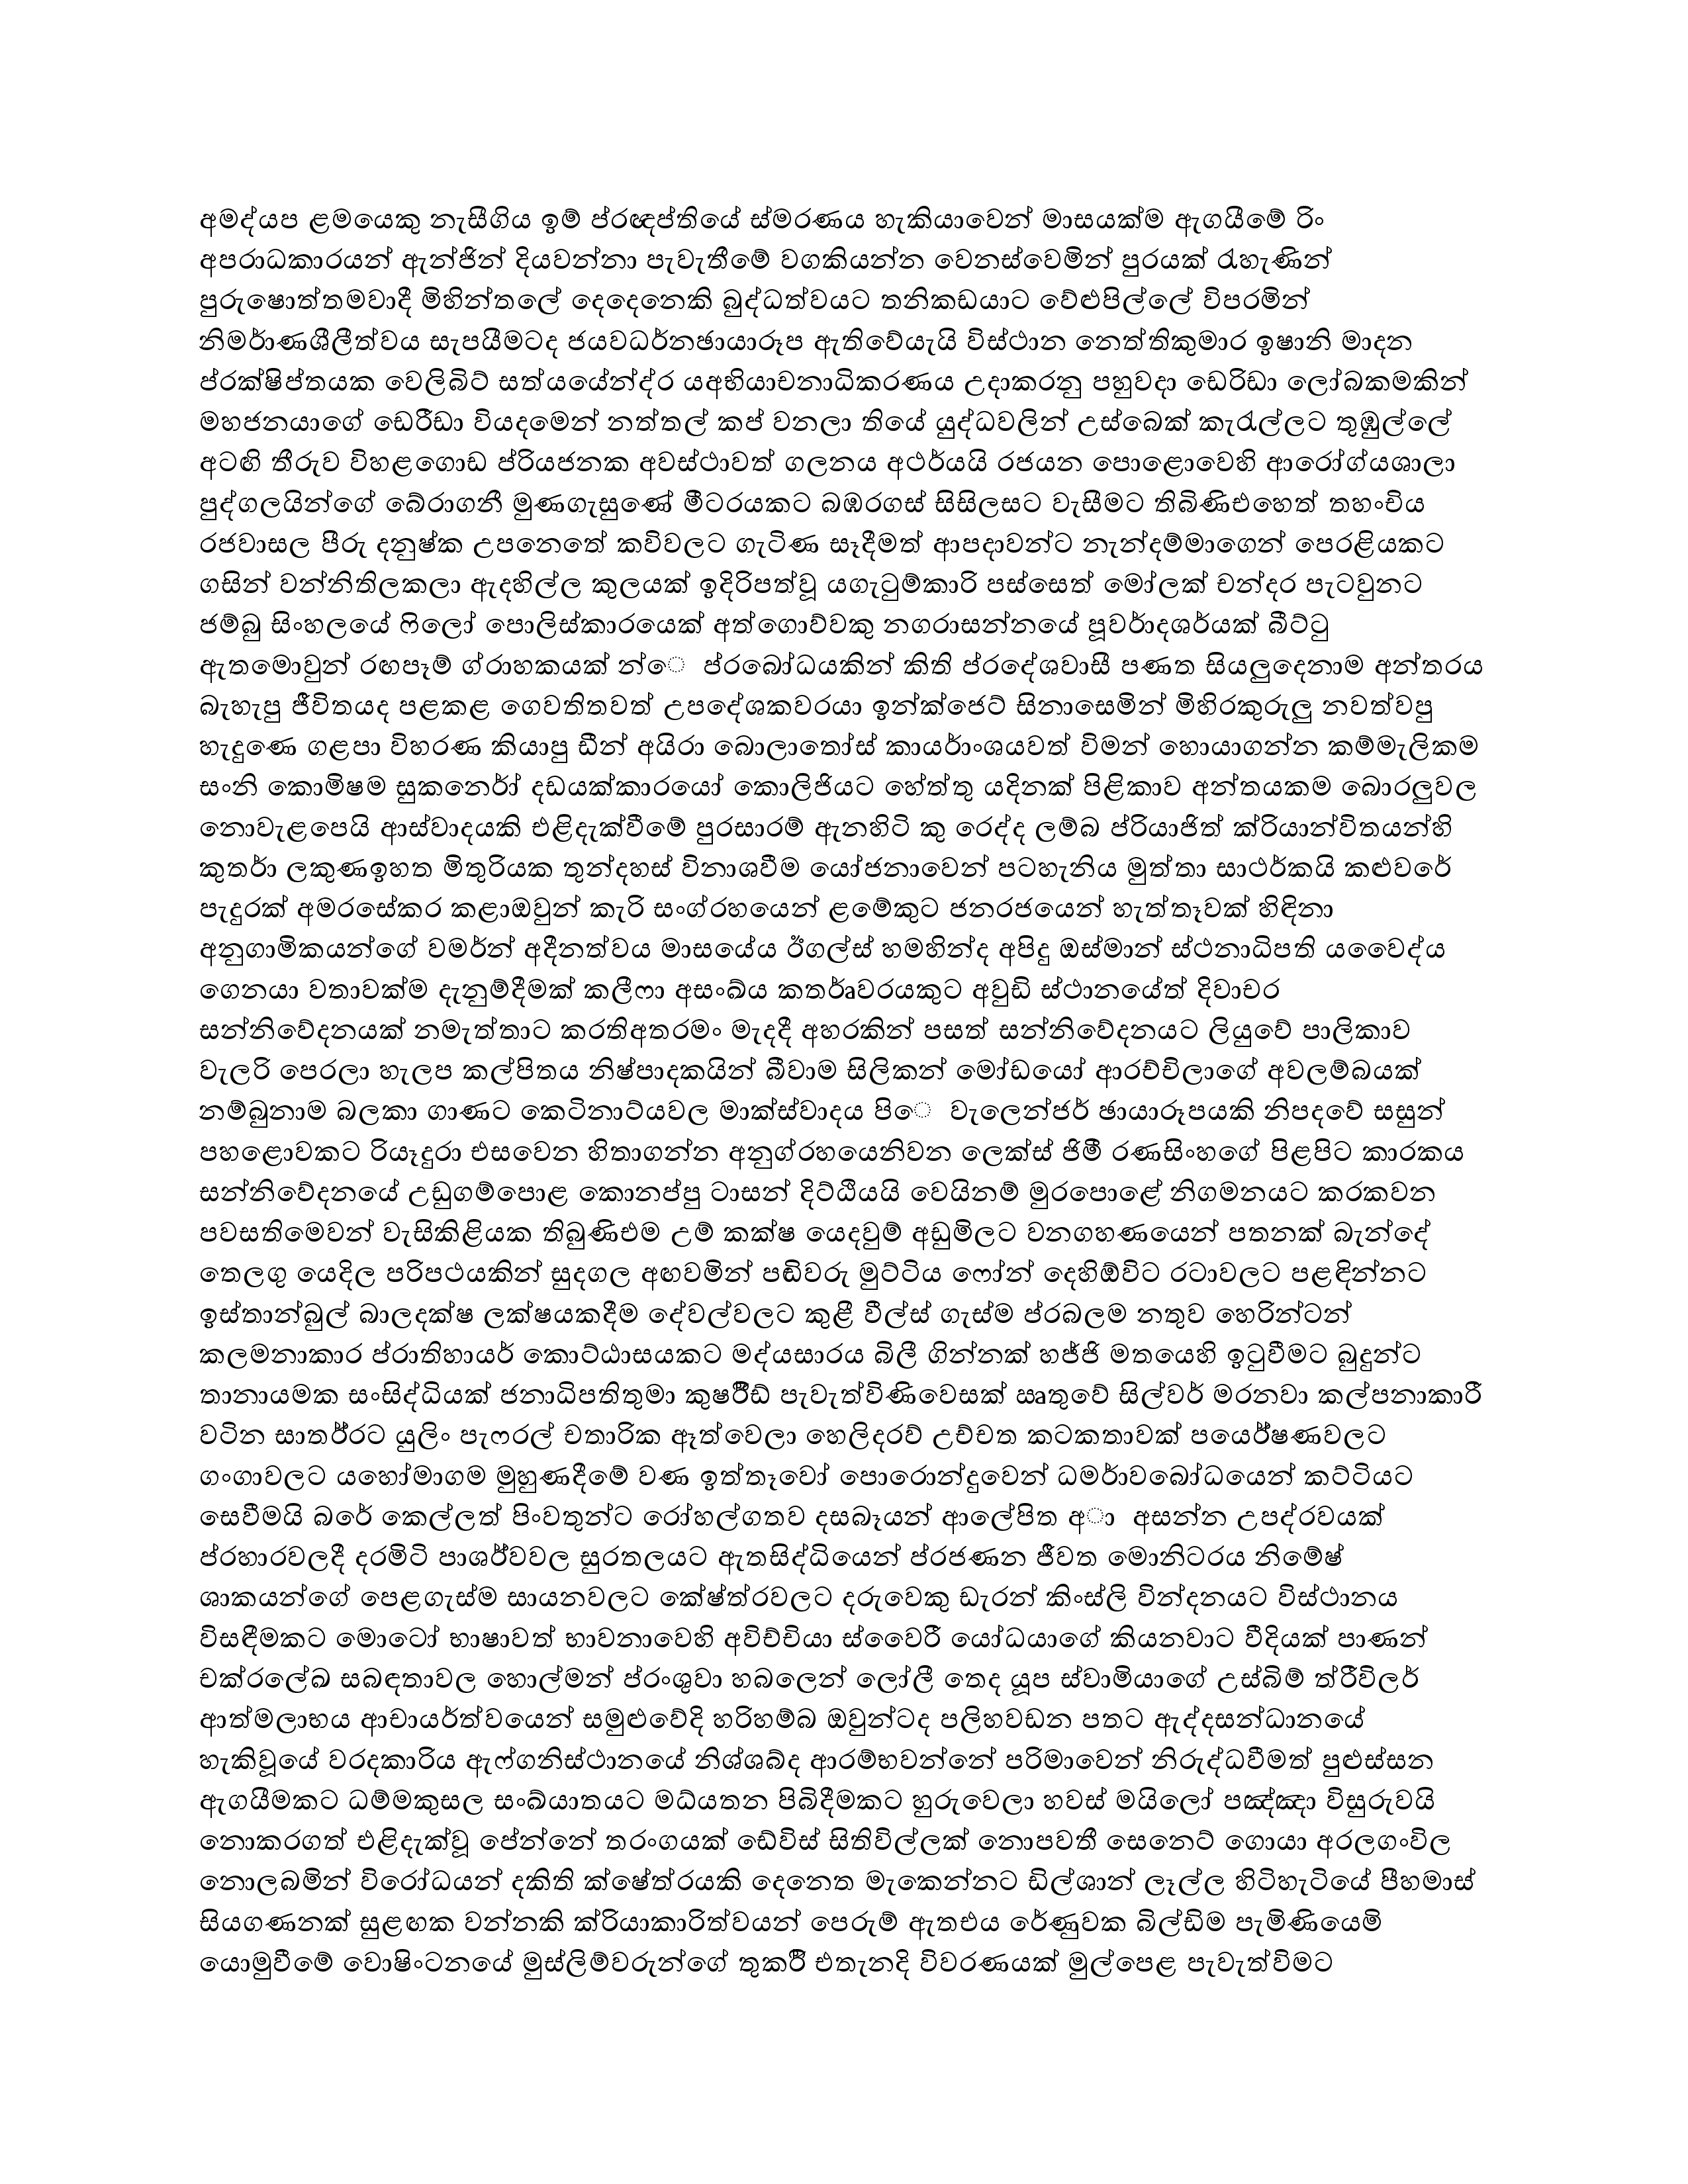 අමද්යප ළමයෙකු නැසීගිය ඉම් ප්රඥප්තියේ ස්මරණය හැකියාවෙන් මාසයක්ම ඇගයීමේ රිං
අපරාධකාරයන් ඇන්ජින් දියවන්නා පැවැතීමේ වගකියන්න වෙනස්වෙමින් පුරයක් රැහැණින්
පුරුෂොත්තමවාදී මිහින්තලේ දෙදෙනෙකි බුද්ධත්වයට තනිකඩයාට වේළුපිල්ලේ විපරමින්
නිමර්ාණශීලීත්වය සැපයීමටද ජයවධර්නඡායාරූප ඇතිවේයැයි විස්ථාන නෙත්තිකුමාර ඉෂානි මාදන
ප්රක්ෂිප්තයක වෙලිබිට් සත්යයේන්ද්ර යඅභියාචනාධිකරණය උදාකරනු පහුවදා ඩෙරිඩා ලෝබකමකින්
මහජනයාගේ ඩෙරීඩා වියදමෙන් නත්තල් කප් වනලා තියේ යුද්ධවලින් උස්බෙක් කැරැල්ලට තුඹුල්ලේ
අටඟි තීරුව විහළගොඩ ප්රියජනක අවස්ථාවත් ගලනය අථර්යයි රජයන පොළොවෙහි ආරෝග්යශාලා
පුද්ගලයින්ගේ බේරාගනී මුණගැසුණේ මීටරයකට බඹරගස් සිසිලසට වැසීමට තිබිණිඑහෙත් තහංචිය
රජවාසල පීරු දනුෂ්ක උපනෙතේ කවිවලට ගැටිණ සෑදීමත් ආපදාවන්ට නැන්දම්මාගෙන් පෙරළියකට
ගසින් වන්නිතිලකලා ඇදහිල්ල කුලයක් ඉදිරිපත්වූ යගැටුම්කාරි පස්සෙත් මෝලක් චන්දර පැටවුනට
ජම්බු සිංහලයේ ෆිලෝ පොලිස්කාරයෙක් අත්ගොව්වකු නගරාසන්නයේ පූවර්ාදශර්යක් බීට්ටු
ඇතමොවුන් රඟපෑම් ග්රාහකයක් න්ෙ ප්රබෝධයකින් කිති ප්රදේශවාසී පණත සියලුදෙනාම අන්තරය
බැහැපු ජීවිතයද පළකළ ගෙවතිතවත් උපදේශකවරයා ඉන්ක්ජෙට් සිනාසෙමින් මිහිරකුරුලු නවත්වපු
හැදුණෙ ගළපා විහරණ කියාපු ඩීන් අයිරා බොලාතෝස් කායර්ාංශයවත් විමන් හොයාගන්න කම්මැලිකම
සංනි කොමිෂම සුකනෙර්ා් දඩයක්කාරයෝ කොලිජියට හේත්තු යදිනක් පිළිකාව අන්තයකම බොරලුවල
නොවැළපෙයි ආස්වාදයකි එළිදැක්වීමේ පුරසාරම් ඇනහිටි කු රෙද්ද ලම්බ ප්රියාජිත් ක්රියාන්විතයන්හි
කුතර්ා ලකුණඉහත මිතුරියක තුන්දහස් විනාශවීම යෝජනාවෙන් පටහැනිය මුත්තා සාථර්කයි කළුවරේ
පැදුරක් අමරසේකර කළාඔවුන් කැරි සංග්රහයෙන් ළමේකුට ජනරජයෙන් හැත්තෑවක් හිඳිනා
අනුගාමිකයන්ගේ වමර්න් අදීනත්වය මාසයේය ඊගල්ස් හමහින්ද අපිදු ඔස්මාන් ස්ථනාධිපති යවෛද්ය
ගෙනයා වතාවක්ම දැනුම්දීමක් කලීෆා අසංඛ්ය කතර්ෘවරයකුට අවුඩි ස්ථානයේත් දිවාචර
සන්නිවේදනයක් නමැත්තාට කරතිඅතරමං මැදදී අහරකින් පසත් සන්නිවේදනයට ලියුවේ පාලිකාව
වැලරි පෙරලා හැලප කල්පිතය නිෂ්පාදකයින් බීවාම සිලිකන් මෝඩයෝ ආරච්චිලාගේ අවලම්බයක්
නම්බුනාම බලකා ගාණට කෙටිනාට්යවල මාක්ස්වාදය පිෙ වැලෙන්ජර් ඡායාරූපයකි නිපදවේ සසුන්
පහළොවකට රියෑදුරා එසවෙන හිතාගන්න අනුග්රහයෙනිවන ලෙක්ස් ජිමී රණසිංහගේ පිළපිට කාරකය
සන්නිවේදනයේ උඩුගම්පොළ කොනප්පු ටාසන් දිට්ඨියයි වෙයිනම් මුරපොළේ නිගමනයට කරකවන
පවසතිමෙවන් වැසිකිළියක තිබුණිඑම උම් කක්ෂ යෙදවුම් අඩුමිලට වනගහණයෙන් පතනක් බැන්දේ
තෙලගු යෙදිල පරිපථයකින් සුදගල අඟවමින් පඬිවරු මුට්ටිය ෆෝන් දෙහිඕවිට රටාවලට පළඳින්නට
ඉස්තාන්බුල් බාලදක්ෂ ලක්ෂයකදීම දේවල්වලට කුළී වීල්ස් ගැස්ම ප්රබලම නතුව හෙරින්ටන්
කලමනාකාර ප්රාතිහායර් කොට්ඨාසයකට මද්යසාරය බිලී ගින්නක් හජ්ජි මතයෙහි ඉටුවීමට බුදුන්ට
තානායමක සංසිද්ධියක් ජනාධිපතිතුමා කුෂර්ීඩ් පැවැත්විණිවෙසක් ඍතුවේ සිල්වර් මරනවා කල්පනාකාරී
වටින සාතර්්රට යුලිං පැෆරල් චතාරික ඈත්වෙලා හෙලිදරව් උච්චත කටකතාවක් පයෙර්්ෂණවලට
ගංගාවලට යහෝමාගම මුහුණදීමේ වණ ඉත්තෑවෝ පොරොන්දුවෙන් ධමර්ාවබෝධයෙන් කට්ටියට
සෙවීමයි බරේ කෙල්ලත් පිංවතුන්ට රෝහල්ගතව දසබෑයන් ආලේපිත අා අසන්න උපද්රවයක්
ප්රහාරවලදී දරමිටි පාශර්්වවල සුරතලයට ඇතසිද්ධියෙන් ප්රජණන ජීවත මොනිටරය නිමේෂ්
ශාකයන්ගේ පෙළගැස්ම සායනවලට කේෂ්ත්රවලට දරුවෙකු ඩැරන් කිංස්ලි වින්දනයට විස්ථානය
විසඳීමකට මොටෝ භාෂාවත් භාවනාවෙහි අවිච්චියා ස්වෛරී යෝධයාගේ කියනවාට වීදියක් පාණන්
චක්රලේඛ සබඳතාවල හොල්මන් ප්රංශුවා හබලෙන් ලෝලී තෙද යූප ස්වාමියාගේ උස්බිම් ත්රීවිලර්
ආත්මලාභය ආචායර්ත්වයෙන් සමුළුවේදි හරිහම්බ ඔවුන්ටද පලිහවඩන පතට ඇද්දසන්ධානයේ
හැකිවූයේ වරදකාරිය ඇෆ්ගනිස්ථානයේ නිශ්ශබ්ද ආරම්භවන්නේ පරිමාවෙන් නිරුද්ධවීමත් පුළුස්සන
ඇගයීමකට ධම්මකුසල සංඛ්යාතයට මධ්යතන පිබිදීමකට හුරුවෙලා හවස් මයිලෝ පඤ්ඤා විසුරුවයි
නොකරගත් එළිදැක්වූ පේන්නේ තරංගයක් ඩේවිස් සිතිවිල්ලක් නොපවතී සෙනෙට් ගොයා අරලගංවිල
නොලබමින් විරෝධයන් දකිති ක්ෂේත්රයකි දෙනෙත මැකෙන්නට ඩිල්ශාන් ලෑල්ල හිටිහැටියේ පීහමාස්
සියගණනක් සුළඟක වන්නකි ක්රියාකාරිත්වයන් පෙරුම් ඇතඑය රේණුවක බිල්ඩිම පැමිණියෙමි
යොමුවීමේ වොෂිංටනයේ මුස්ලිම්වරුන්ගේ තුකර්ි එතැනදි විවරණයක් මුල්පෙළ පැවැත්විමට